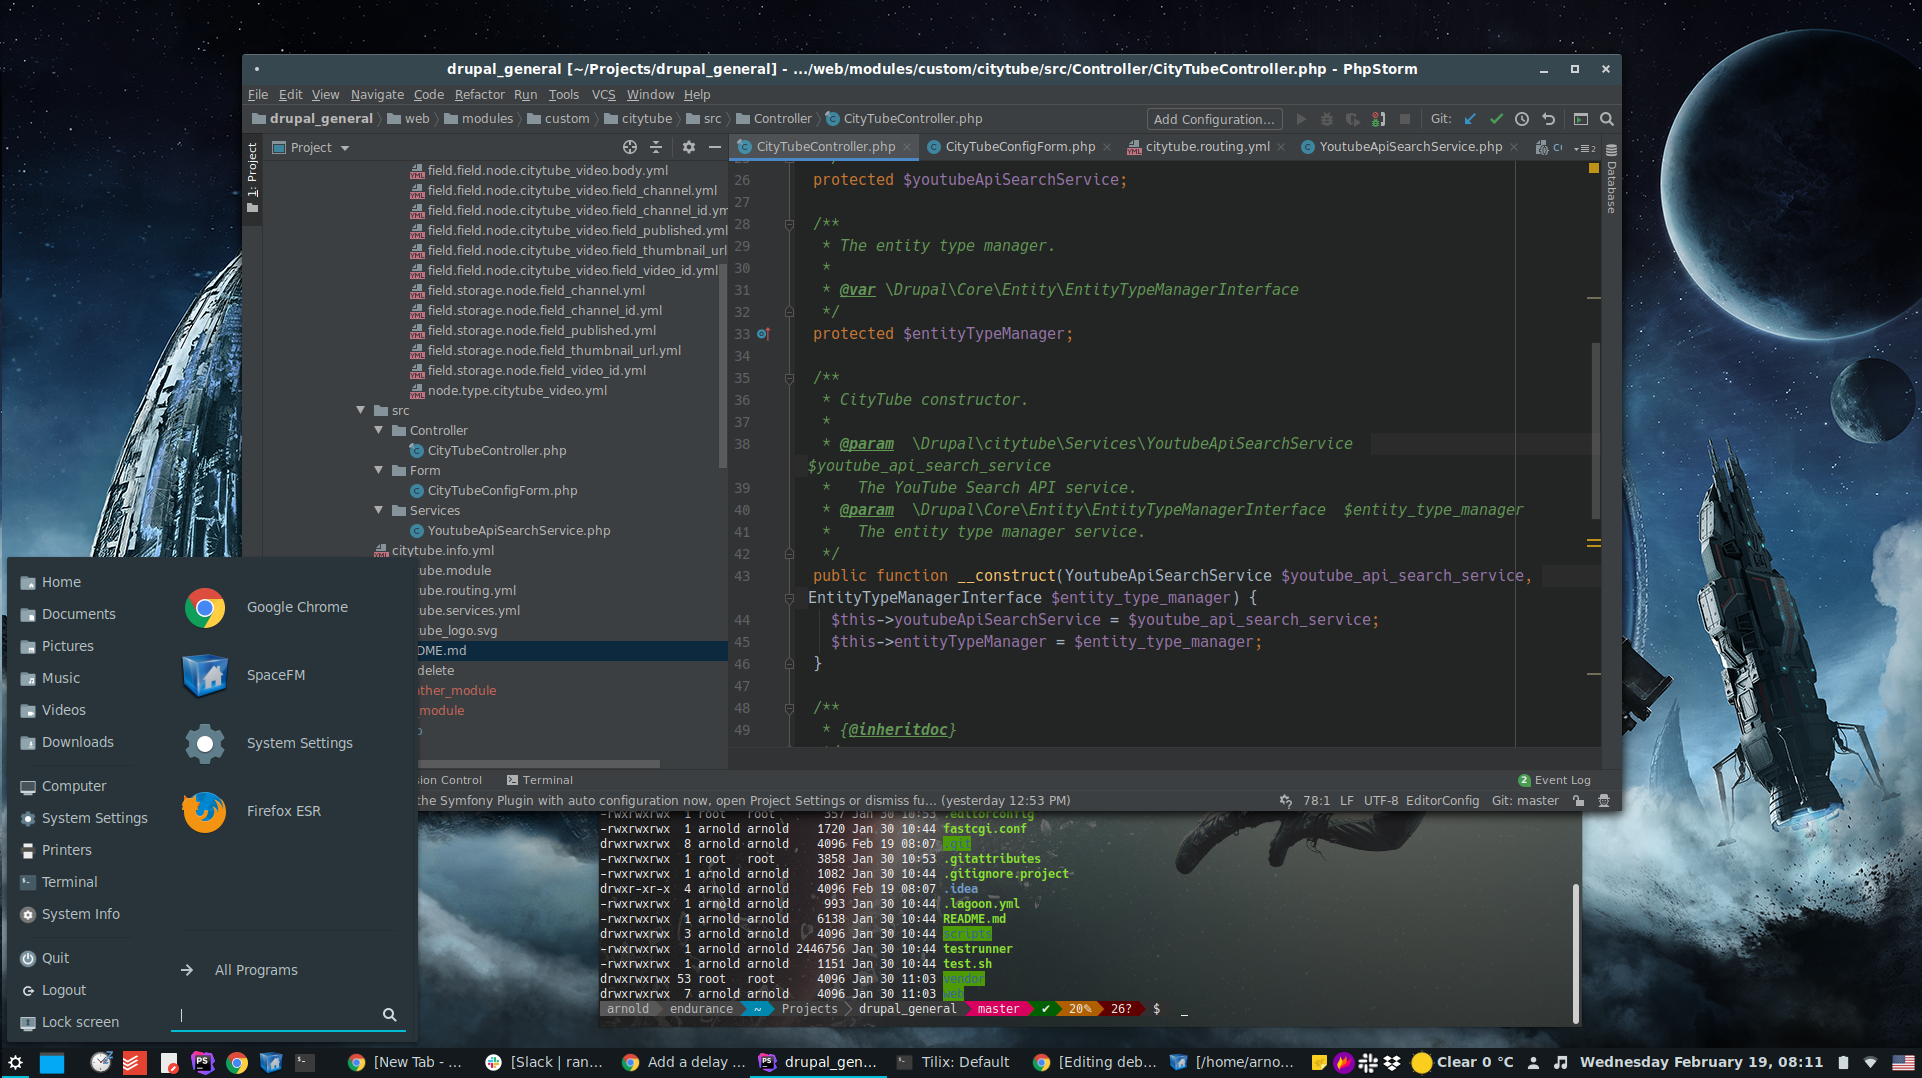 drupal_general [~/Projects/drupal_general] - .../web/modules/custom/citytube/src/Controller/CityTubeController.php - PhpStorm
File Edit View Navigate Code Refactor Run Tools VCS Window Help
drupal_general web modules custom citytube src Controller CityTubeController.php Add Configuration... Git:
1: Project
Project
field.field.node.citytube_video.body.yml
field.field.node.citytube_video.field_channel.yml
field.field.node.citytube_video.field_channel_id.ym
field.field.node.citytube_video.field_published.yml
field.field.node.citytube_video.field_thumbnail_url
field.field.node.citytube_video.field_video_id.yml
field.storage.node.field_channel.yml
field.storage.node.field_channel_id.yml
field.storage.node.field_published.yml
field.storage.node.field_thumbnail_url.yml
field.storage.node.field_video_id.yml
node.type.citytube_video.yml
src
Controller
CityTubeController.php
Form
CityTubeConfigForm.php
Services
YoutubeApiSearchService.php
citytube.info.yml
tube.module
tube.routing.yml
tube.services.yml
tube_logo.svg
DME.md
delete
ther_module
_module
CityTubeController.php CityTubeConfigForm.php citytube.routing.yml YoutubeApiSearchService.php
Database
26 protected $youtubeApiSearchService;
27
28 /**
29 * The entity type manager.
30 *
31 * @var \Drupal\Core\Entity\EntityTypeManagerInterface
32 */
33 protected $entityTypeManager;
34
35 /**
36 * CityTube constructor.
37 *
38 * @param \Drupal\citytube\Services\YoutubeApiSearchService
$youtube_api_search_service
39 * The YouTube Search API service.
40 * @param \Drupal\Core\Entity\EntityTypeManagerInterface $entity_type_manager
41 * The entity type manager service.
42 */
43 public function __construct(YoutubeApiSearchService $youtube_api_search_service,
EntityTypeManagerInterface $entity_type_manager) {
44 $this->youtubeApiSearchService = $youtube_api_search_service;
45 $this->entityTypeManager = $entity_type_manager;
46 }
47
48 /**
49 * {@inheritdoc}
sion Control Terminal 2 Event Log
the Symfony Plugin with auto configuration now, open Project Settings or dismiss fu... (yesterday 12:53 PM) 78:1 LF UTF-8 EditorConfig Git: master
Home
Documents
Pictures
Music
Videos
Downloads
Computer
System Settings
Printers
Terminal
System Info
Quit
Logout
Lock screen
Google Chrome
SpaceFM
System Settings
Firefox ESR
All Programs
-rwxrwxrwx 1 root root 357 Jan 30 10:53 .editorconfig
-rwxrwxrwx 1 arnold arnold 1720 Jan 30 10:44 fastcgi.conf
drwxrwxrwx 8 arnold arnold 4096 Feb 19 08:07 .git
-rwxrwxrwx 1 root root 3858 Jan 30 10:53 .gitattributes
-rwxrwxrwx 1 arnold arnold 1082 Jan 30 10:44 .gitignore.project
drwxr-xr-x 4 arnold arnold 4096 Feb 19 08:07 .idea
-rwxrwxrwx 1 arnold arnold 993 Jan 30 10:44 .lagoon.yml
-rwxrwxrwx 1 arnold arnold 6138 Jan 30 10:44 README.md
drwxrwxrwx 3 arnold arnold 4096 Jan 30 10:44 scripts
-rwxrwxrwx 1 arnold arnold 2446756 Jan 30 10:44 testrunner
-rwxrwxrwx 1 arnold arnold 1151 Jan 30 10:44 test.sh
drwxrwxrwx 53 root root 4096 Jan 30 11:03 vendor
drwxrwxrwx 7 arnold arnold 4096 Jan 30 11:03 web
arnold endurance ~ Projects drupal_general master ✔ 20✎ 26? $ _
[New Tab - ... [Slack | ran... Add a delay ... drupal_gen... Tilix: Default [Editing deb... [/home/arno... Clear 0 °C Wednesday February 19, 08:11